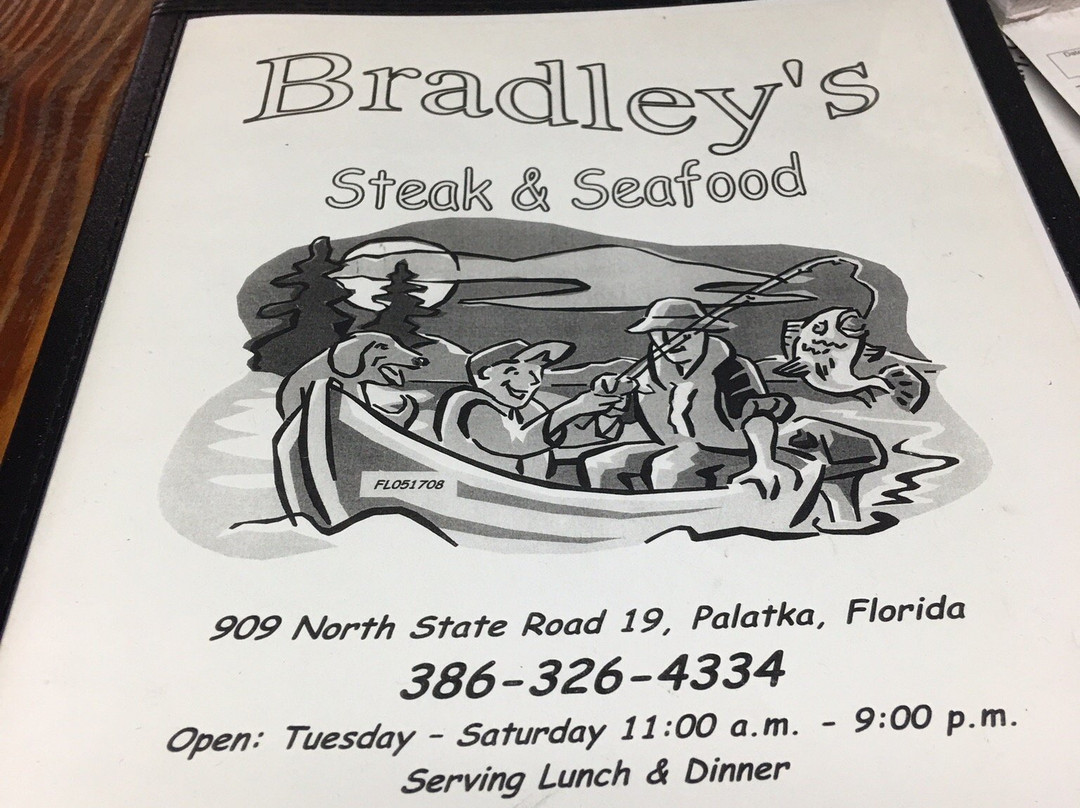 Bradley's
Steak & Seafood
FL051708
909 North State Road 19, Palatka, Florida
386-326-4334
Open: Tuesday - Saturday 11:00 a.m. - 9:00 p.m.
Serving Lunch & Dinner